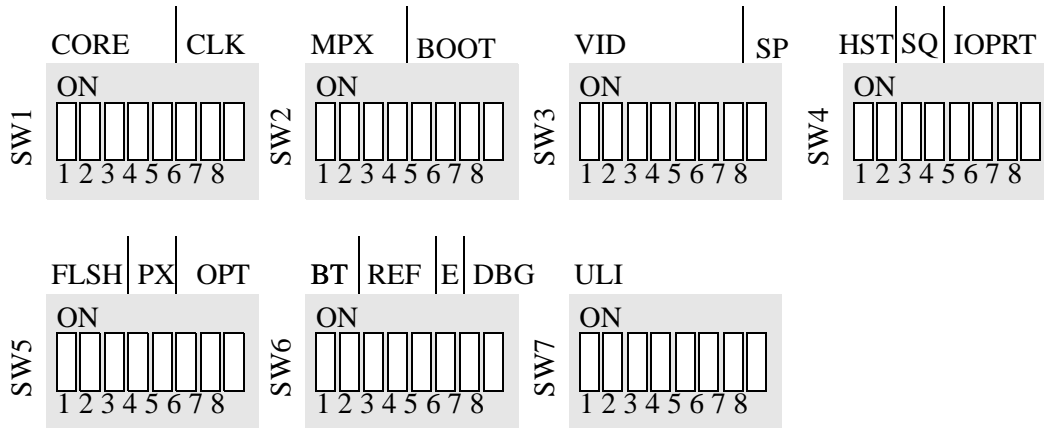 CORE CLK MPX BOOT VID SP HST SQ IOPRT
ON ON ON ON
SW1 SW2 SW3 SW4
1 2 3 4 5 6 7 8 1 2 3 4 5 6 7 8 1 2 3 4 5 6 7 8 1 2 3 4 5 6 7 8
FLSH PX OPT BT REF E DBG ULI
ON ON ON
SW5 SW6 SW7
1 2 3 4 5 6 7 8 1 2 3 4 5 6 7 8 1 2 3 4 5 6 7 8